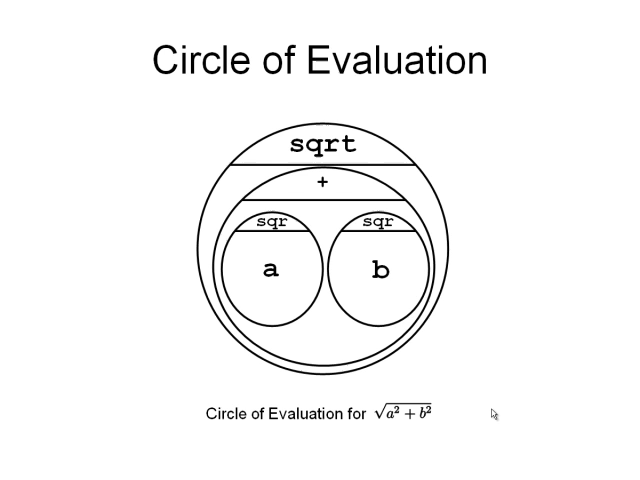 Circle of Evaluation
sqrt
+
sqr sqr
a b
Circle of Evaluation for √a² + b²